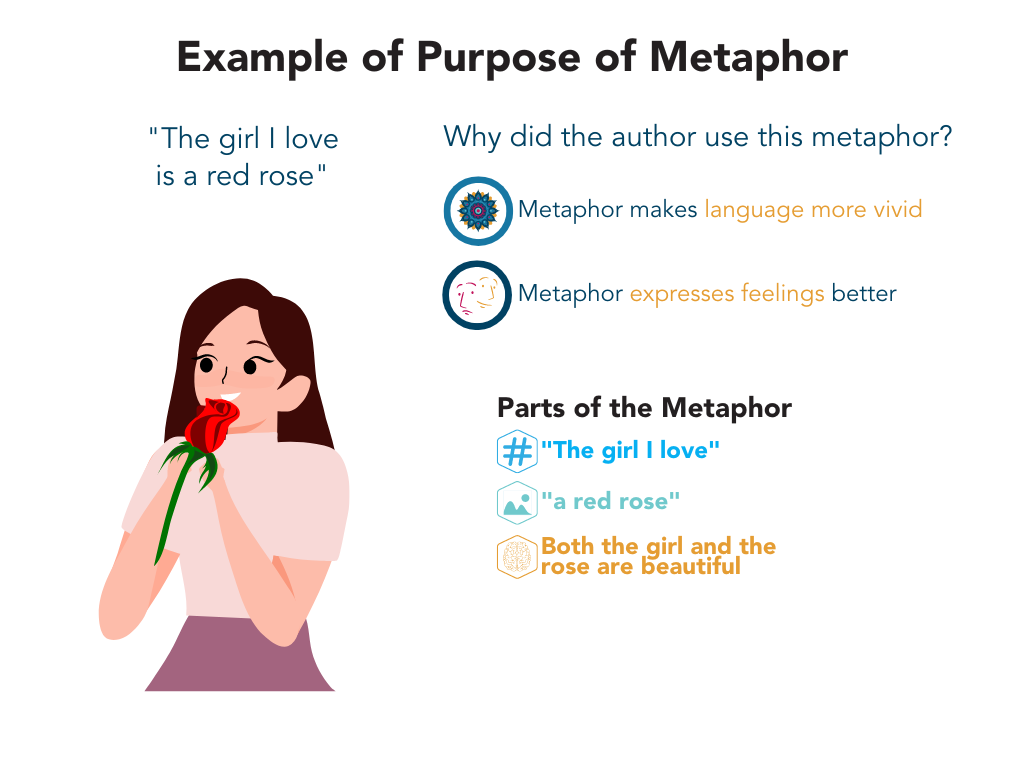 Example of Purpose of Metaphor
"The girl I love
is a red rose"
Why did the author use this metaphor?
Metaphor makes language more vivid
Metaphor expresses feelings better
Parts of the Metaphor
# "The girl I love"
"a red rose"
Both the girl and the
rose are beautiful